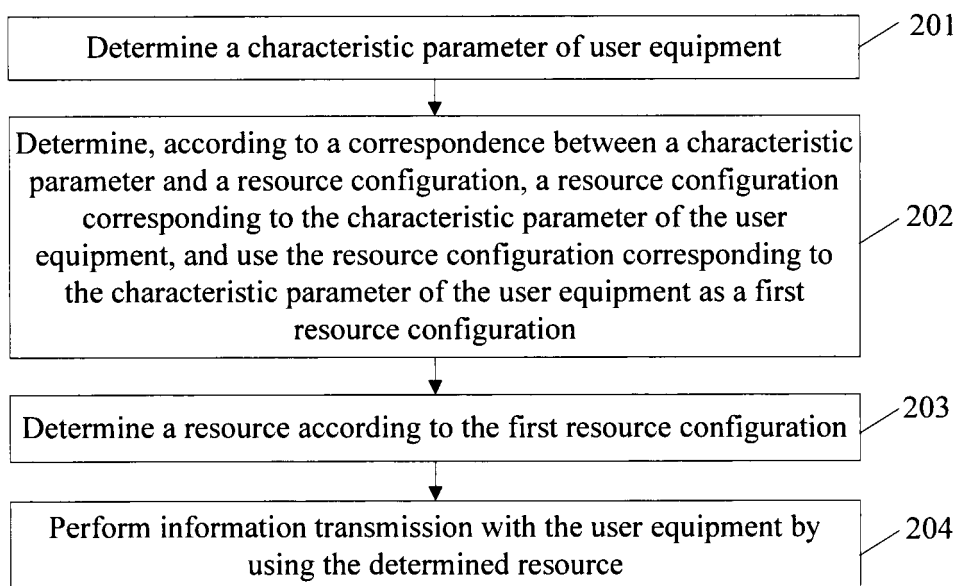 Determine a characteristic parameter of user equipment
201
Determine, according to a correspondence between a characteristic
parameter and a resource configuration, a resource configuration
corresponding to the characteristic parameter of the user
equipment, and use the resource configuration corresponding to
the characteristic parameter of the user equipment as a first
resource configuration
202
Determine a resource according to the first resource configuration
203
Perform information transmission with the user equipment by
using the determined resource
204